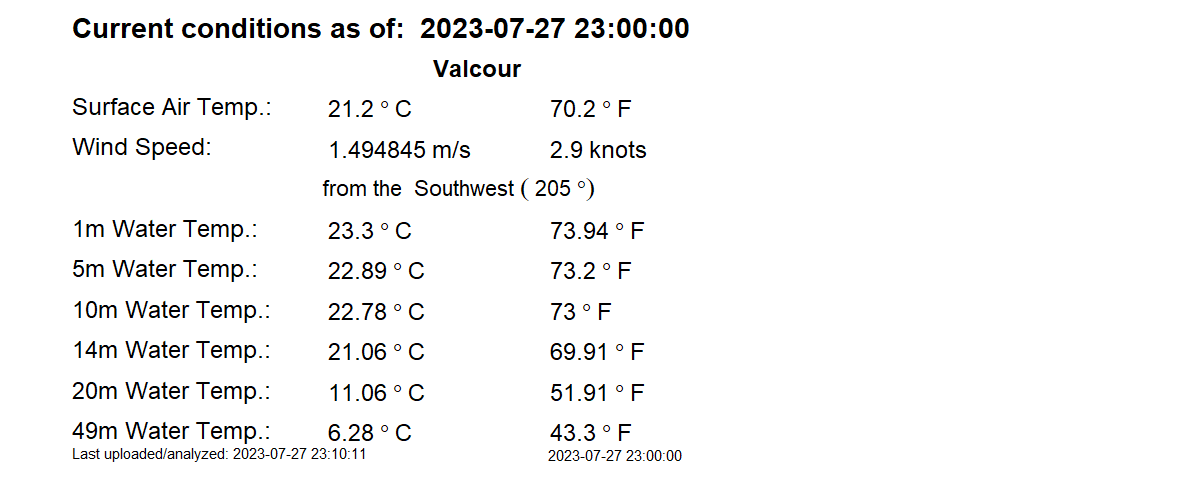 Current conditions as of:  2023-07-27 23:00:00
Valcour
Surface Air Temp.: 21.2 ° C 70.2 ° F
Wind Speed: 1.494845 m/s 2.9 knots
from the  Southwest ( 205 °)
1m Water Temp.: 23.3 ° C 73.94 ° F
5m Water Temp.: 22.89 ° C 73.2 ° F
10m Water Temp.: 22.78 ° C 73 ° F
14m Water Temp.: 21.06 ° C 69.91 ° F
20m Water Temp.: 11.06 ° C 51.91 ° F
49m Water Temp.: 6.28 ° C 43.3 ° F
Last uploaded/analyzed: 2023-07-27 23:10:11 2023-07-27 23:00:00